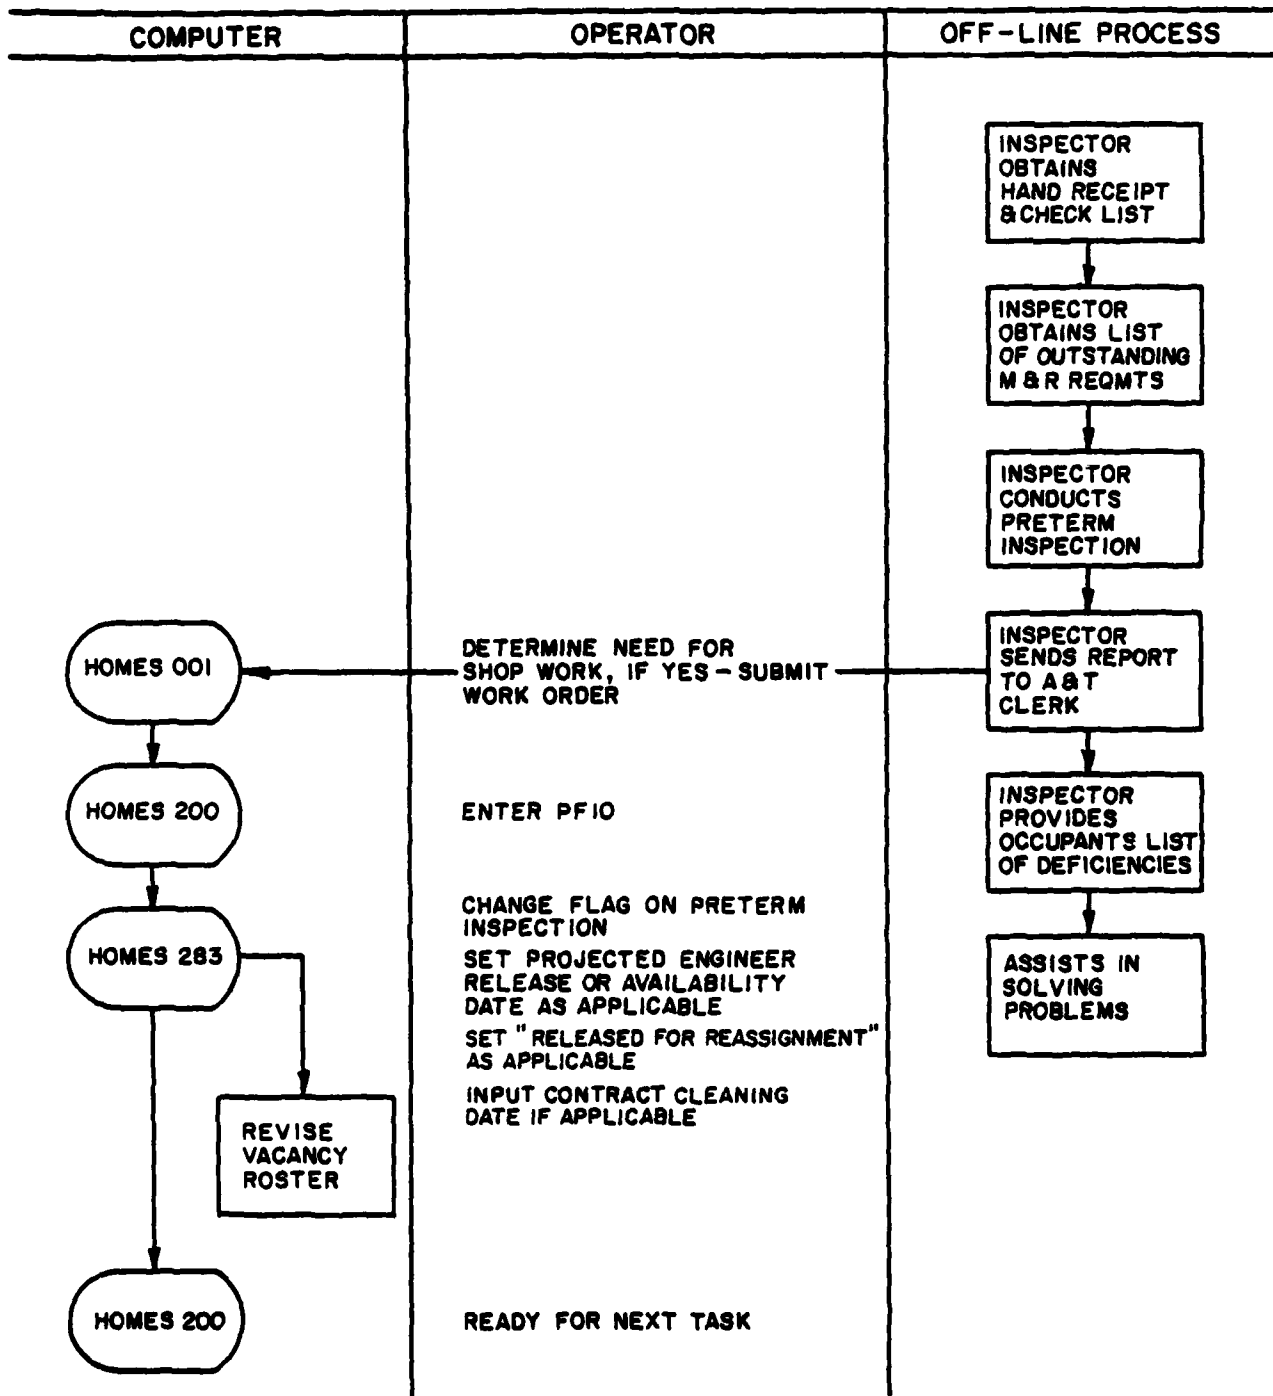 COMPUTER
OPERATOR
OFF-LINE PROCESS
INSPECTOR
OBTAINS
HAND RECEIPT
& CHECK LIST
INSPECTOR
OBTAINS LIST
OF OUTSTANDING
M & R REQMTS
INSPECTOR
CONDUCTS
PRETERM
INSPECTION
HOMES 001
DETERMINE NEED FOR
SHOP WORK, IF YES - SUBMIT
WORK ORDER
INSPECTOR
SENDS REPORT
TO A & T
CLERK
HOMES 200
ENTER PF10
INSPECTOR
PROVIDES
OCCUPANTS LIST
OF DEFICIENCIES
HOMES 283
CHANGE FLAG ON PRETERM
INSPECTION
SET PROJECTED ENGINEER
RELEASE OR AVAILABILITY
DATE AS APPLICABLE
SET "RELEASED FOR REASSIGNMENT"
AS APPLICABLE
INPUT CONTRACT CLEANING
DATE IF APPLICABLE
ASSISTS IN
SOLVING
PROBLEMS
REVISE
VACANCY
ROSTER
HOMES 200
READY FOR NEXT TASK